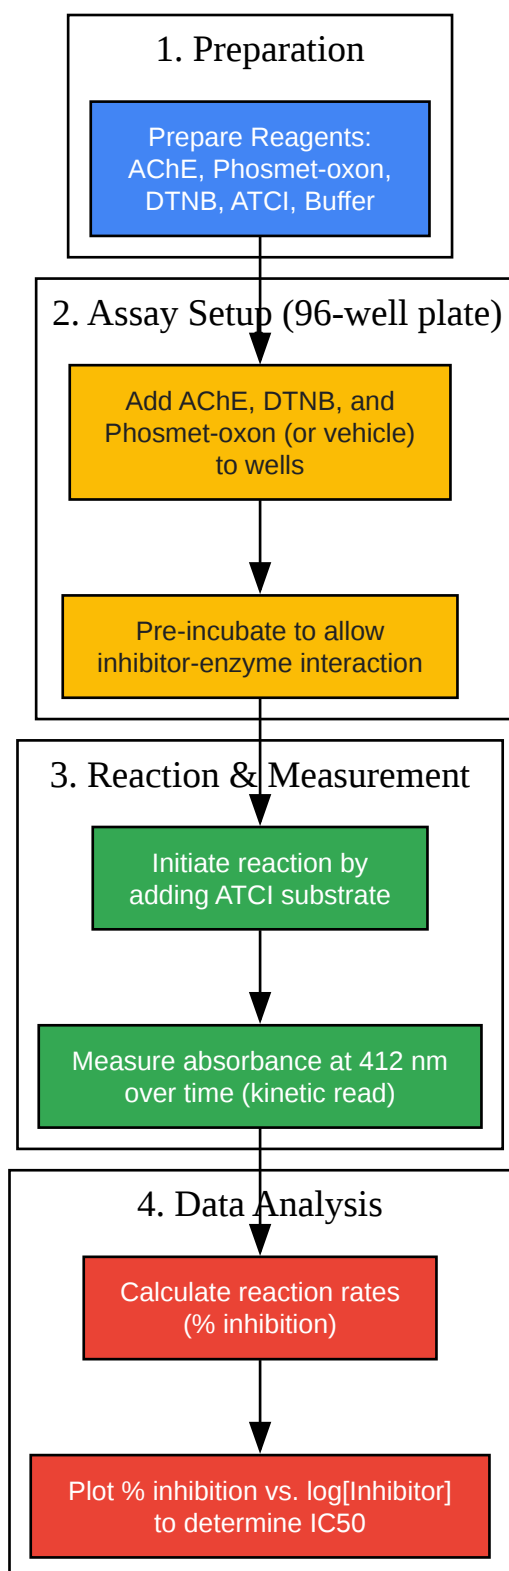 1. Preparation
Prepare Reagents:
AChE, Phosmet-oxon,
DTNB, ATCI, Buffer
2. Assay Setup (96-well plate)
Add AChE, DTNB, and
Phosmet-oxon (or vehicle)
to wells
Pre-incubate to allow
inhibitor-enzyme interaction
3. Reaction & Measurement
Initiate reaction by
adding ATCI substrate
Measure absorbance at 412 nm
over time (kinetic read)
4. Data Analysis
Calculate reaction rates
(% inhibition)
Plot % inhibition vs. log[Inhibitor]
to determine IC50